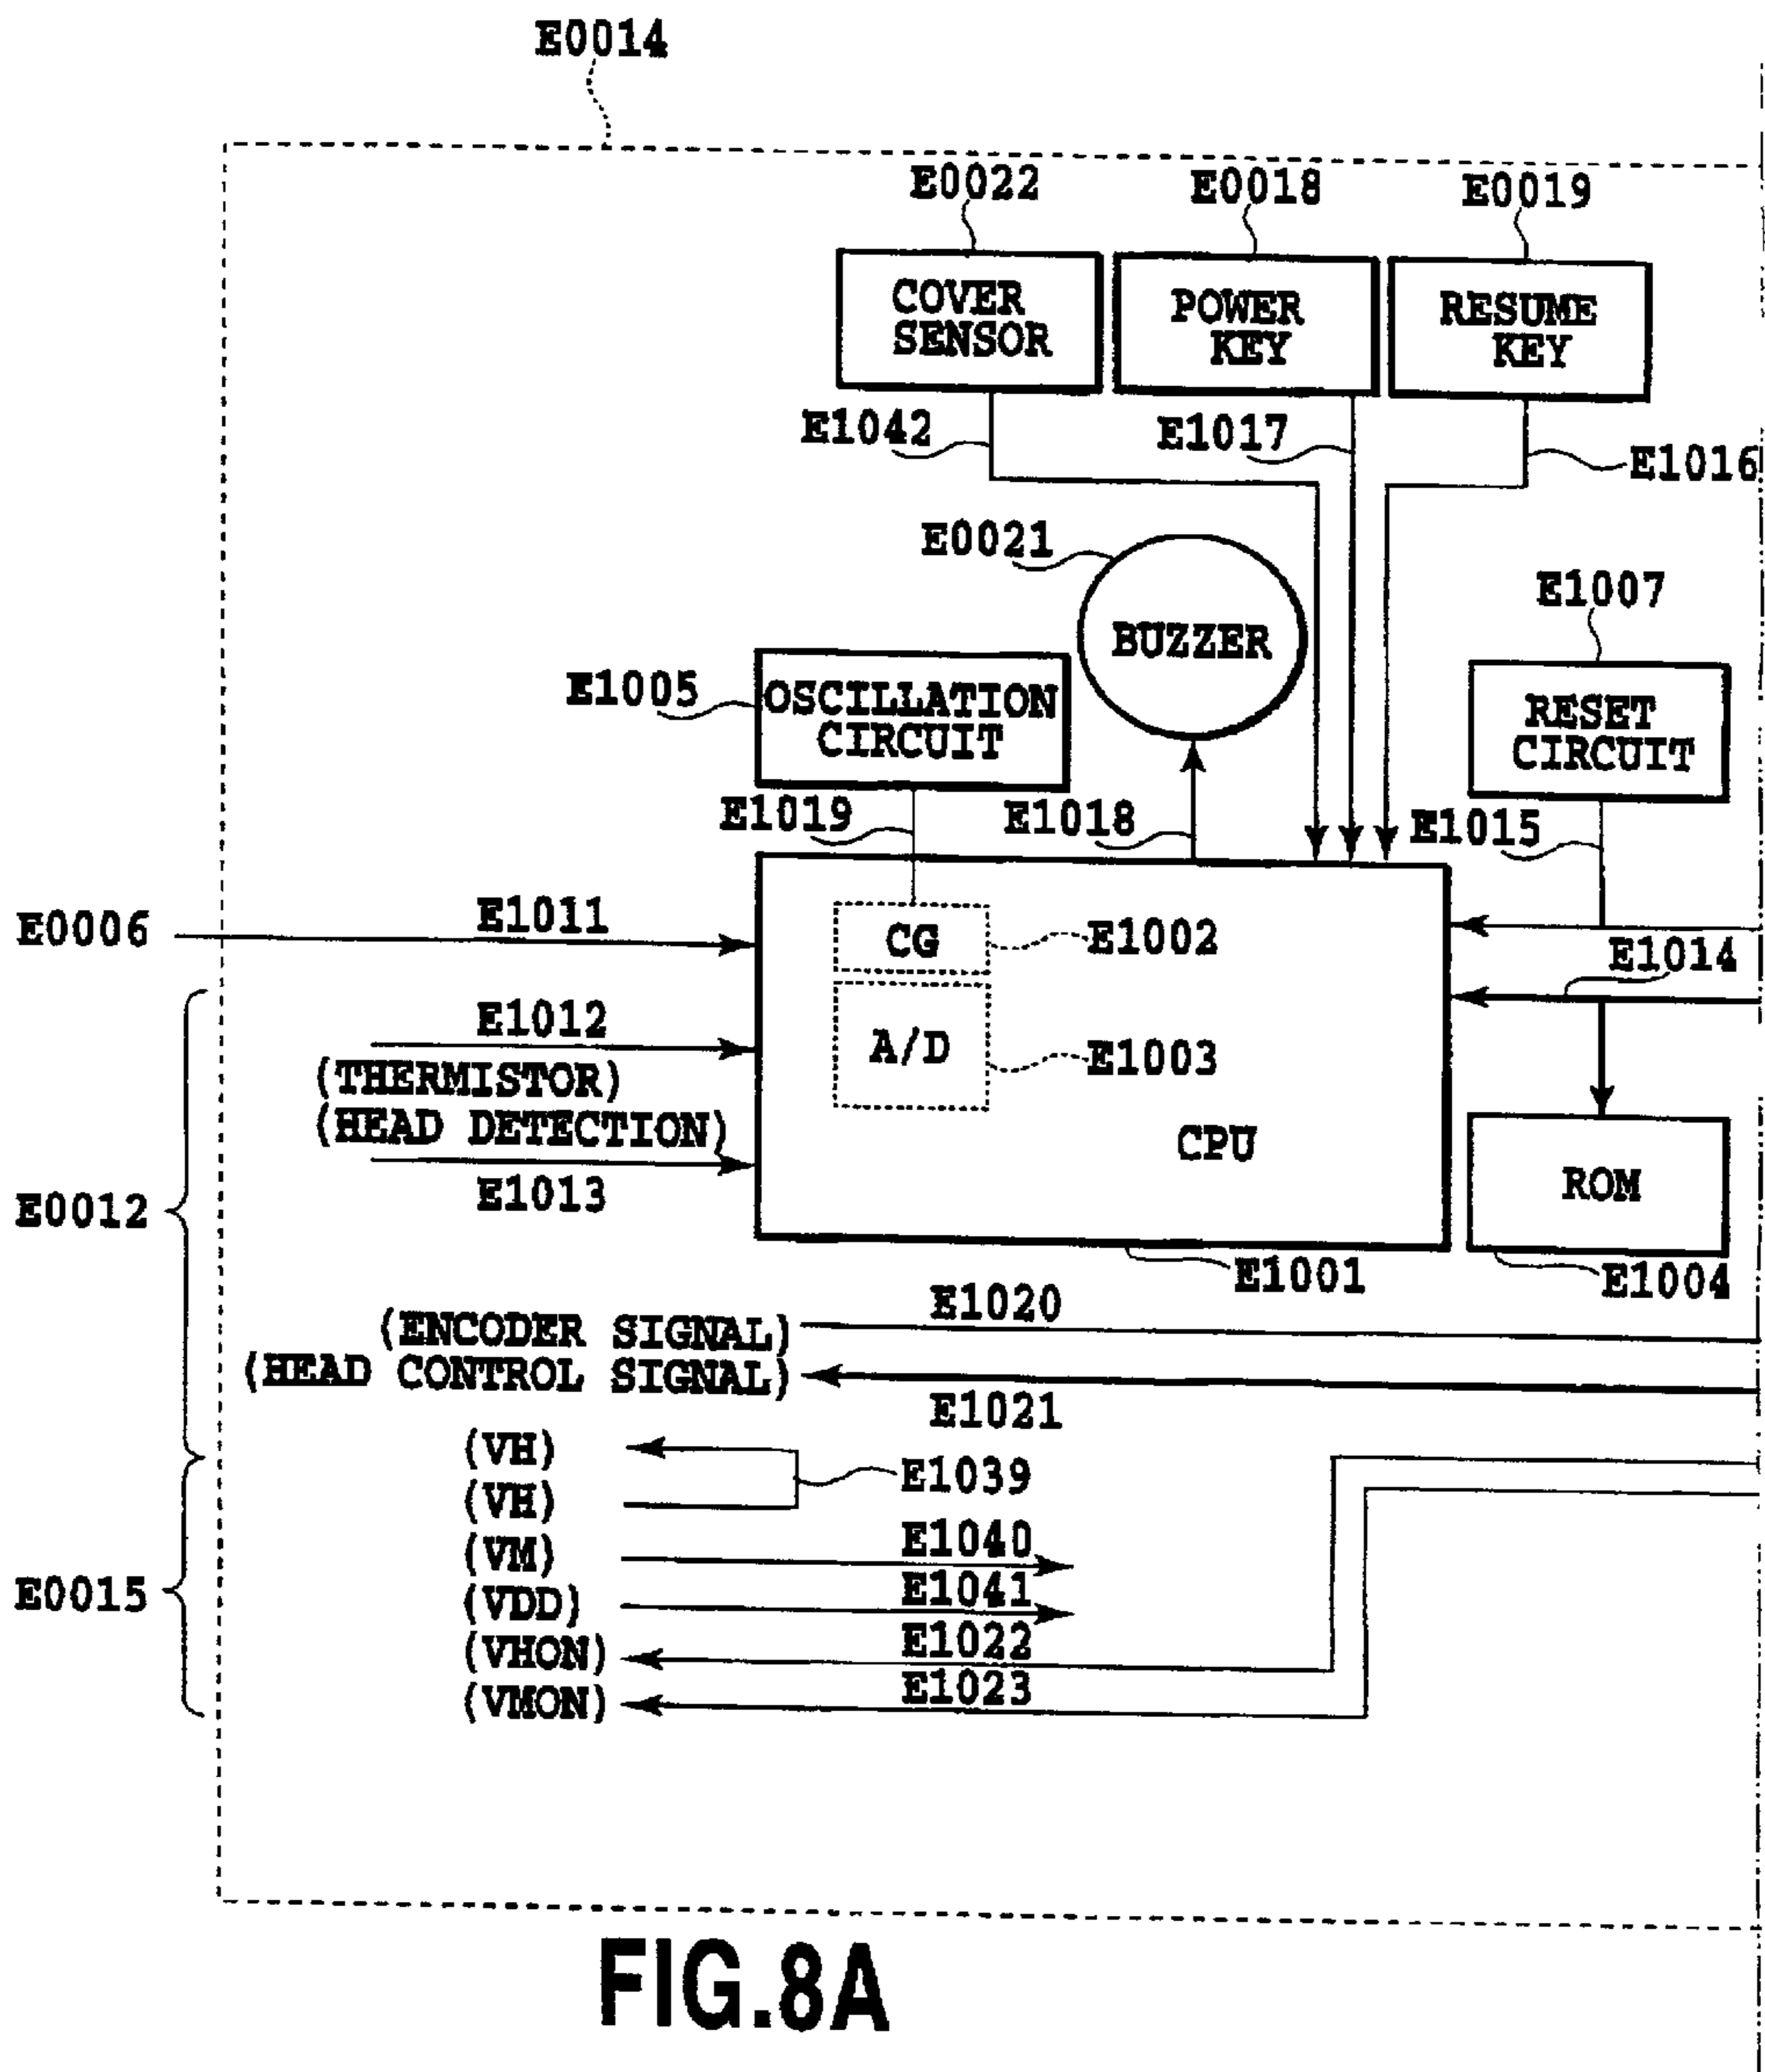 E0014
E0022
E0018
E0019
COVER
SENSOR
POWER
KEY
RESUME
KEY
E1042
E1017
E1016
E0021
BUZZER
E1007
E1005
OSCILLATION
CIRCUIT
RESET
CIRCUIT
E1019
E1018
E1015
E0006
E1011
CG
E1002
E1014
E1012
(THERMISTOR)
(HEAD DETECTION)
E1013
A/D
E1003
CPU
ROM
E0012
E1001
E1004
(ENCODER SIGNAL)
E1020
(HEAD CONTROL SIGNAL)
E1021
(VH)
(VH)
E1039
(VM)
E1040
E0015
(VDD)
E1041
(VHON)
E1022
(VMON)
E1023
FIG.8A